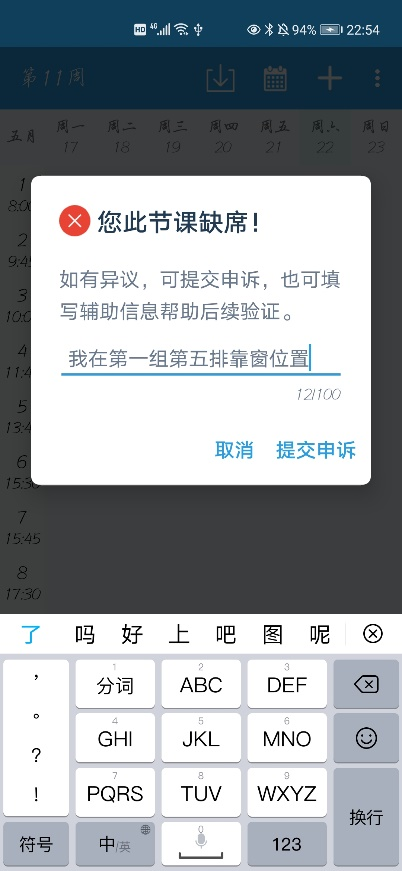 HD 4G 94% 22:54
第11周
五月 周一 周二 周三 周四 周五 周六 周日
17 18 19 20 21 22 23
1
8:00
您此节课缺席！
2
9:45
如有异议，可提交申诉，也可填
3
写辅助信息帮助后续验证。
10:0
4
我在第一组第五排靠窗位置
11:4
5
12/100
13:4
6
取消 提交申诉
15:30
7
15:45
8
17:30
了 吗 好 上 吧 图 呢
， 1 分词 2 ABC 3 DEF
。 4 GHI 5 JKL 6 MNO
？
！ 7 PQRS 8 TUV 9 WXYZ 换行
符号 中/英 123